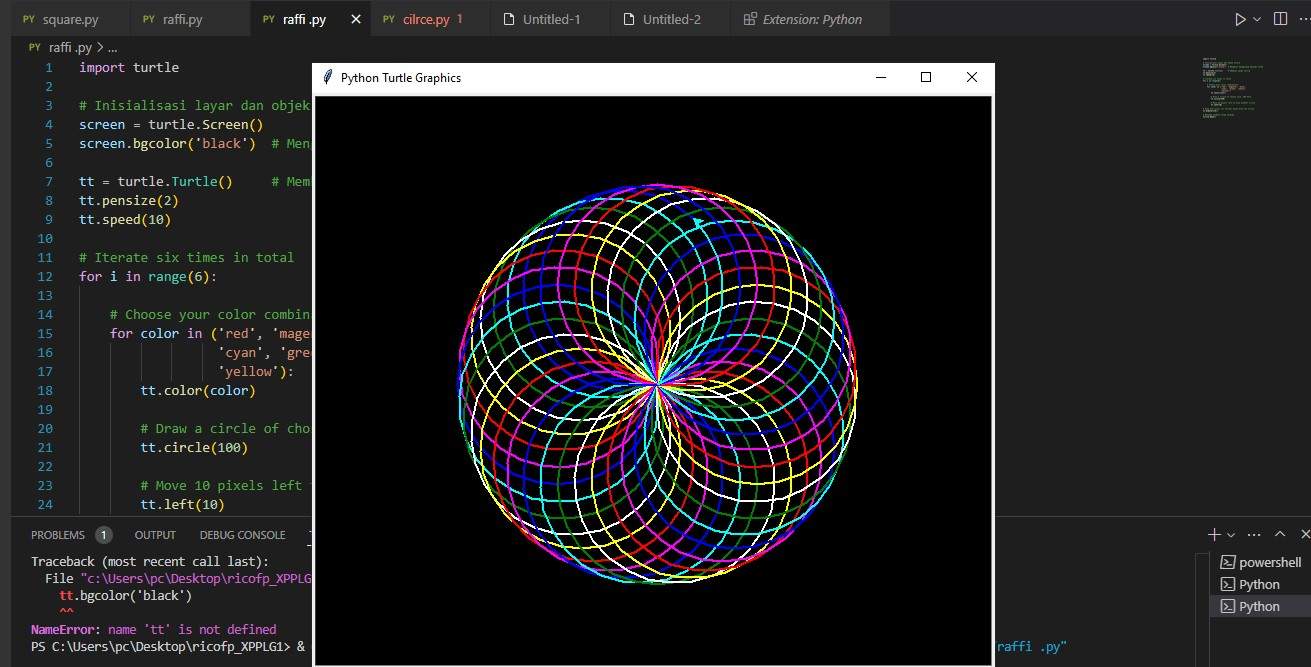 square.py
raffi.py
raffi .py
cilrce.py 1
Untitled-1
Untitled-2
Extension: Python
raffi .py > ...
Python Turtle Graphics
1 import turtle
2
3 # Inisialisasi layar dan objek
4 screen = turtle.Screen()
5 screen.bgcolor('black') # Men
6
7 tt = turtle.Turtle() # Mem
8 tt.pensize(2)
9 tt.speed(10)
10
11 # Iterate six times in total
12 for i in range(6):
13
14 # Choose your color combin
15 for color in ('red', 'mage
16 'cyan', 'gre
17 'yellow'):
18 tt.color(color)
19
20 # Draw a circle of cho
21 tt.circle(100)
22
23 # Move 10 pixels left
24 tt.left(10)
PROBLEMS 1 OUTPUT DEBUG CONSOLE
Traceback (most recent call last):
File "c:\Users\pc\Desktop\ricofp_XPPLG
tt.bgcolor('black')
^^
NameError: name 'tt' is not defined
PS C:\Users\pc\Desktop\ricofp_XPPLG1> & raffi .py"
powershell
Python
Python